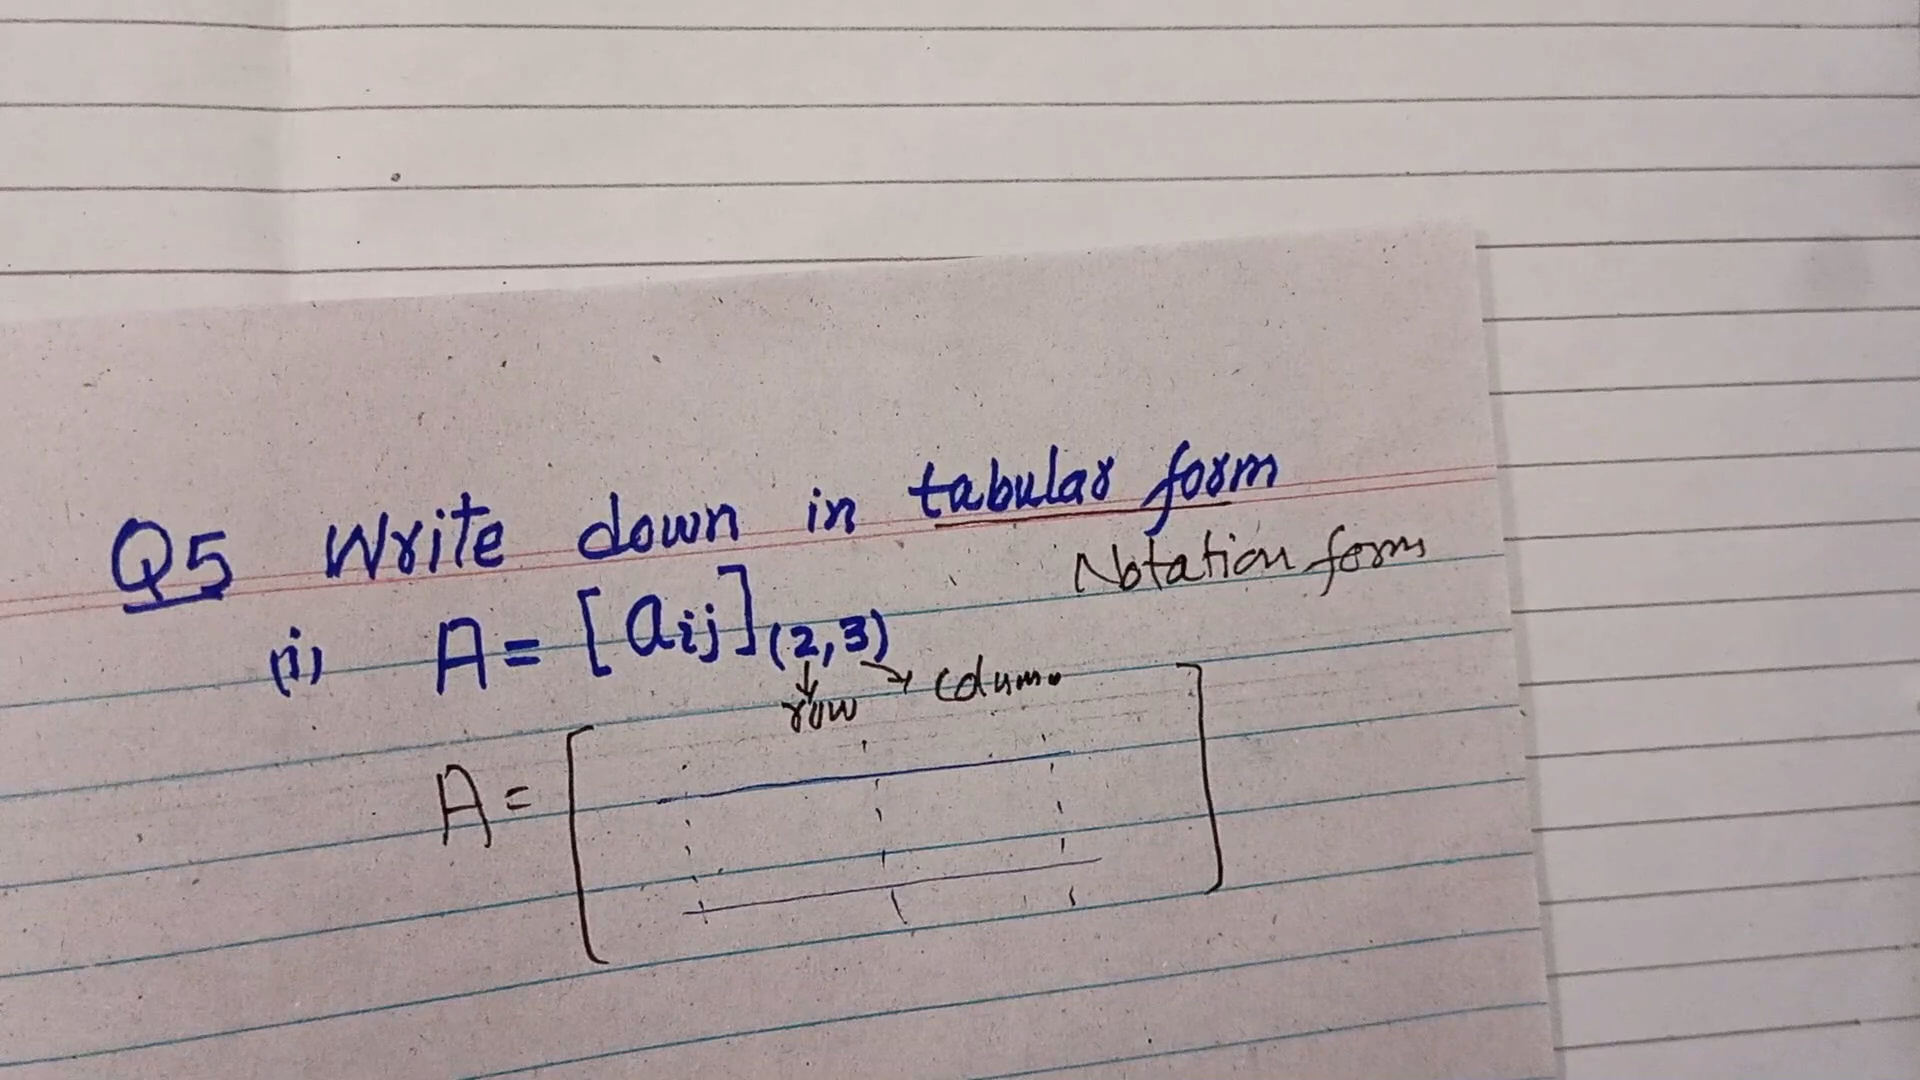 Q5 Write down in tabular form
Notation form
(i) A = [aij](2,3)
row column
A =